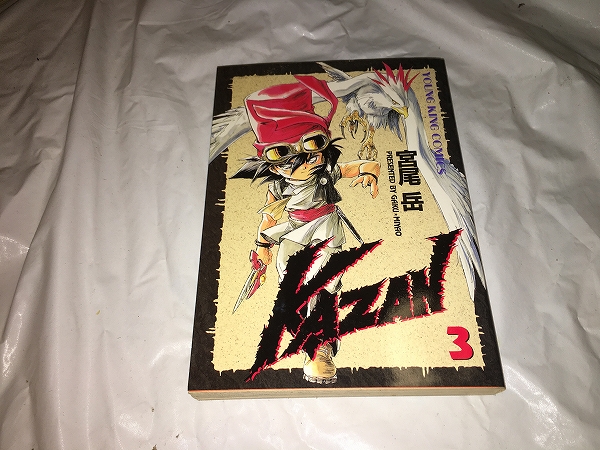 YOUNG KING COMICS
宮尾 岳
PRESENTED BY GAKU・MIYAO
KAZAN
3